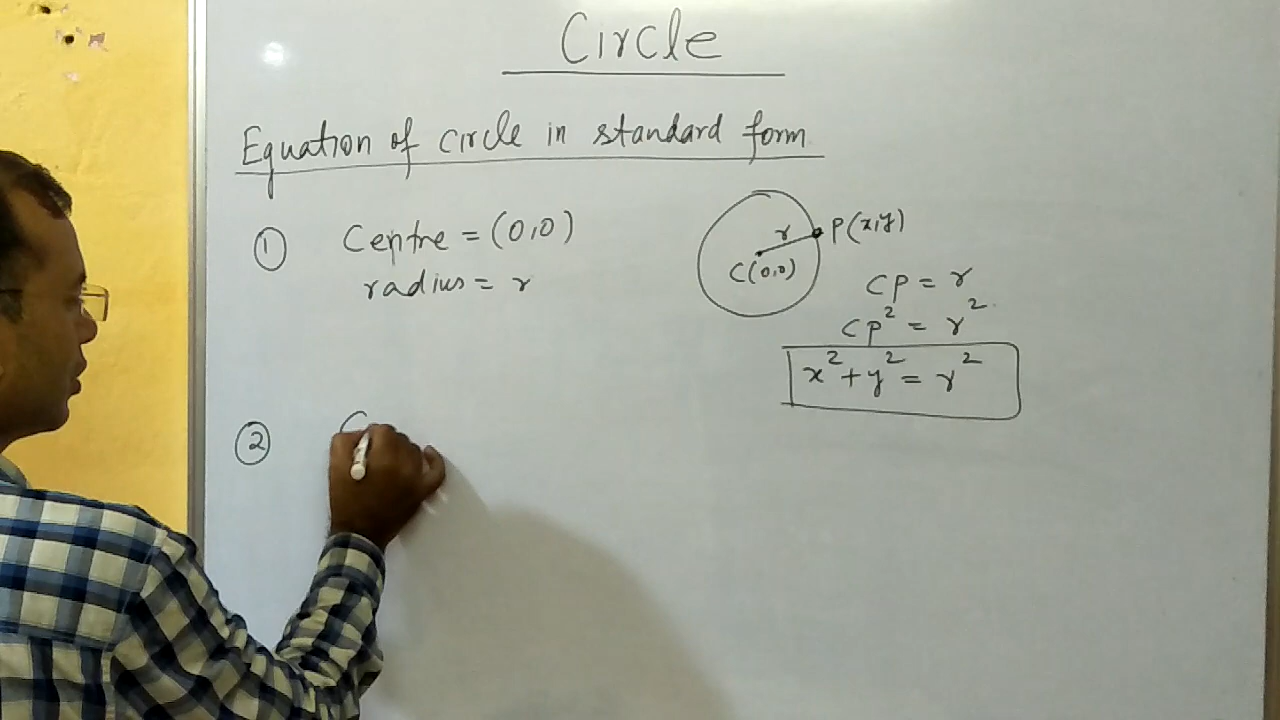 Circle
Equation of circle in standard form
① Centre = (0,0)
radius = r
P(x,y)
r
C(0,0)
CP = r
CP² = r²
x² + y² = r²
② C